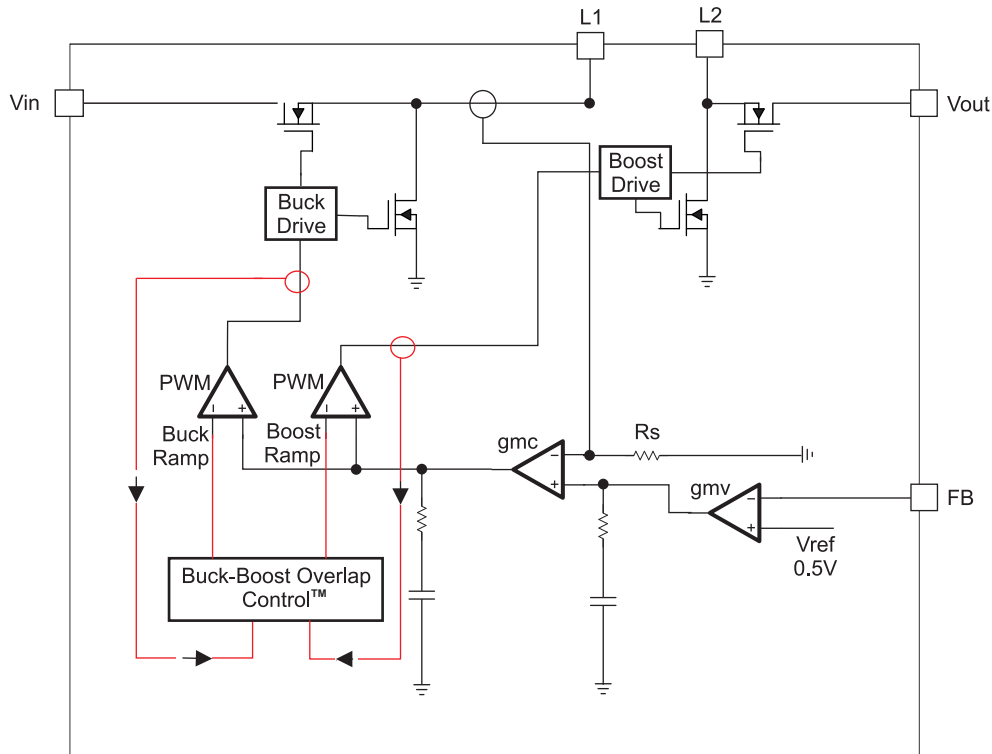 L1
L2
Vin
Vout
Boost
Drive
Buck
Drive
PWM
PWM
Buck
Ramp
Boost
Ramp
gmc
Rs
gmv
FB
Vref
0.5V
Buck-Boost Overlap
Control™